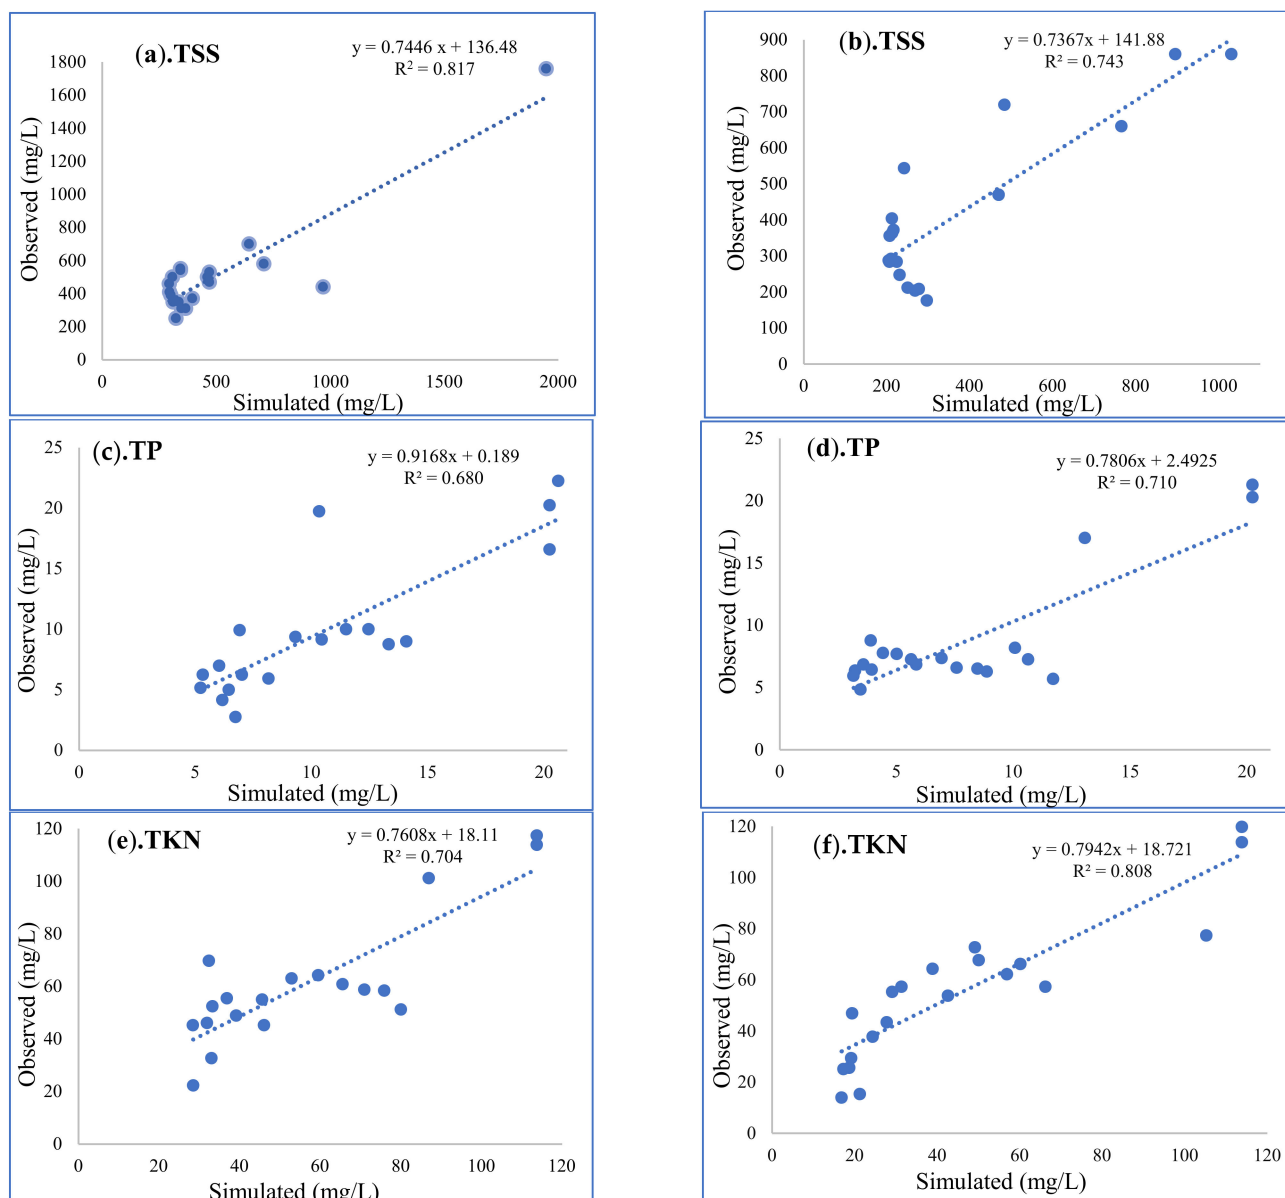 (a).TSS
y = 0.7446 x + 136.48
R² = 0.817
Observed (mg/L)
1800
1600
1400
1200
1000
800
600
400
200
0
0 500 1000 1500 2000
Simulated (mg/L)
(b).TSS
y = 0.7367x + 141.88
R² = 0.743
Observed (mg/L)
900
800
700
600
500
400
300
200
100
0
0 200 400 600 800 1000
Simulated (mg/L)
(c).TP
y = 0.9168x + 0.189
R² = 0.680
Observed (mg/L)
25
20
15
10
5
0
0 5 10 15 20
Simulated (mg/L)
(d).TP
y = 0.7806x + 2.4925
R² = 0.710
Observed (mg/L)
25
20
15
10
5
0
0 5 10 15 20
Simulated (mg/L)
(e).TKN
y = 0.7608x + 18.11
R² = 0.704
Observed (mg/L)
120
100
80
60
40
20
0
0 20 40 60 80 100 120
Simulated (mg/L)
(f).TKN
y = 0.7942x + 18.721
R² = 0.808
Observed (mg/L)
120
100
80
60
40
20
0
0 20 40 60 80 100 120
Simulated (mg/L)